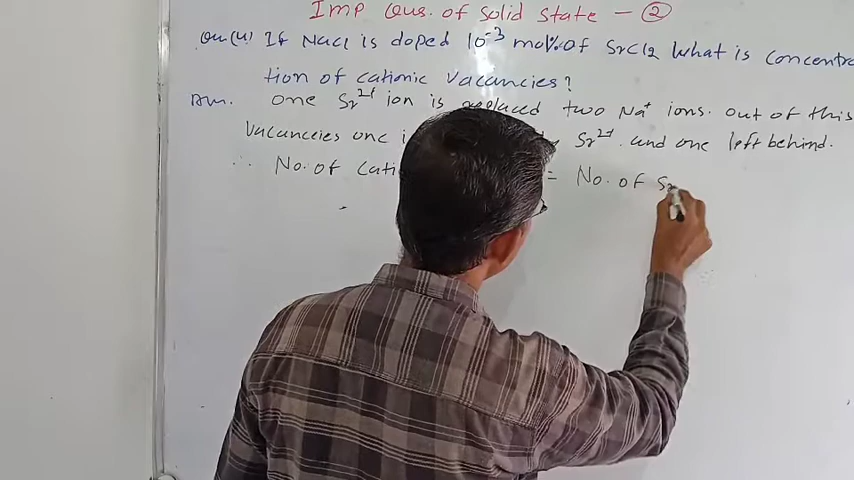 Imp Qus. of solid state - ②
Qus(4) If NaCl is doped 10⁻³ mol% of SrCl₂ what is concentra
tion of cationic vacancies?
Ans. one Sr²⁺ ion is replaced two Na⁺ ions. out of this
vacancies one Sr²⁺ and one left behind.
∴ No. of Cati = No. of Sr